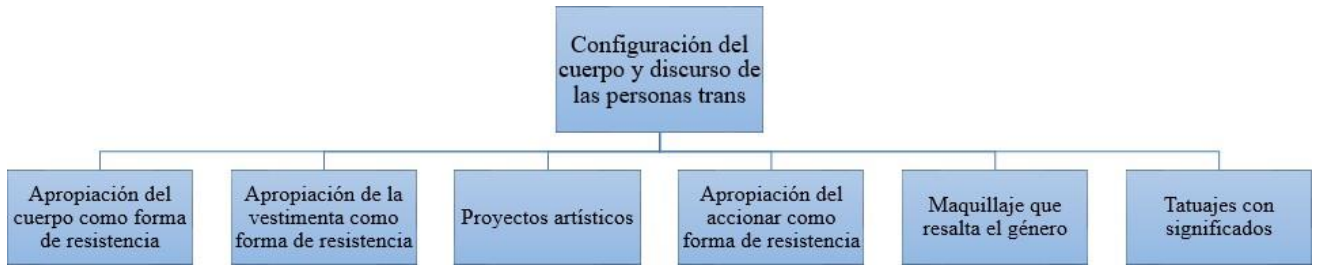 Configuración del
cuerpo y discurso de
las personas trans
Apropiación del
cuerpo como forma
de resistencia
Apropiación de la
vestimenta como
forma de resistencia
Proyectos artísticos
Apropiación del
accionar como
forma de resistencia
Maquillaje que
resalta el género
Tatuajes con
significados